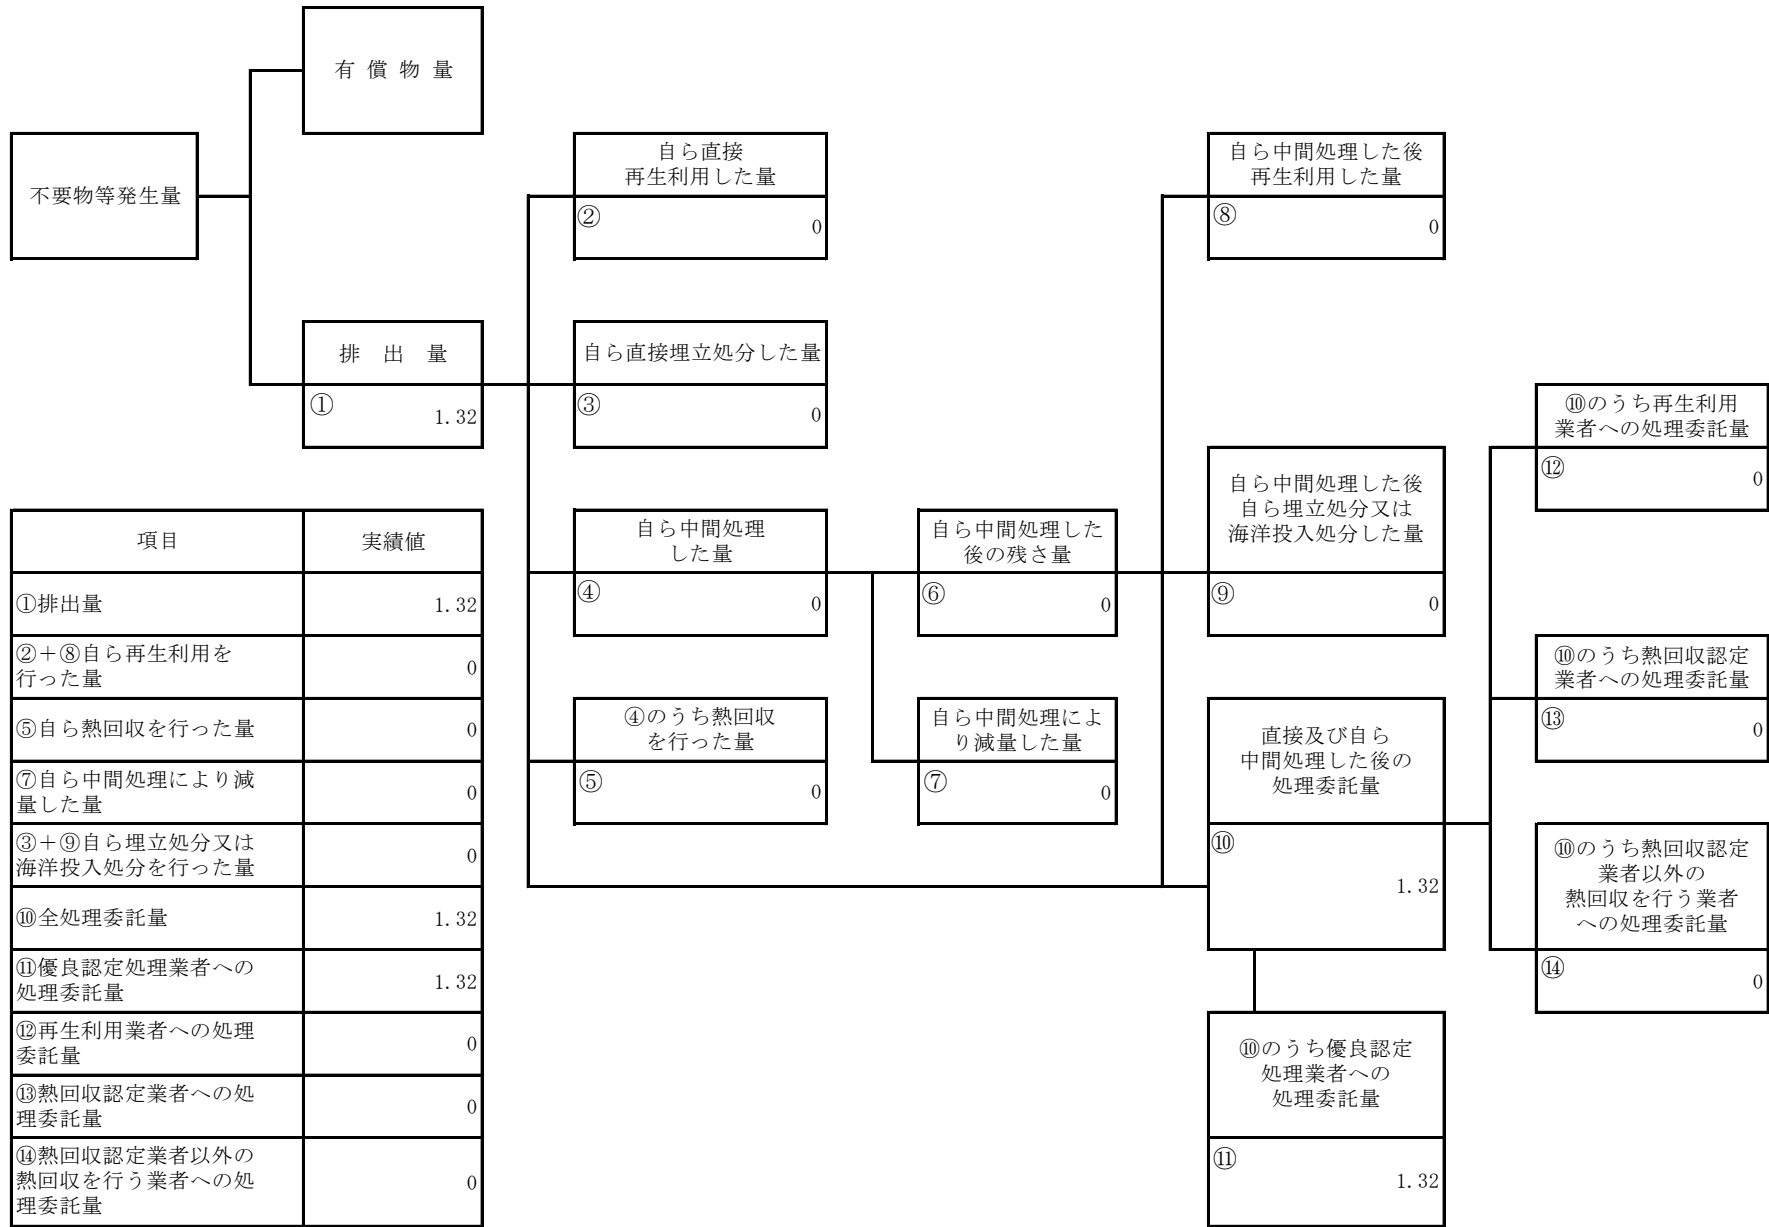 有 償 物 量
不要物等発生量
排 出 量
①
1.32
自ら直接
再生利用した量
②
0
自ら直接埋立処分した量
③
0
自ら中間処理
した量
④
0
④のうち熱回収
を行った量
⑤
0
自ら中間処理した
後の残さ量
⑥
0
自ら中間処理によ
り減量した量
⑦
0
自ら中間処理した後
再生利用した量
⑧
0
自ら中間処理した後
自ら埋立処分又は
海洋投入処分した量
⑨
0
直接及び自ら
中間処理した後の
処理委託量
⑩
1.32
⑩のうち優良認定
処理業者への
処理委託量
⑪
1.32
⑩のうち再生利用
業者への処理委託量
⑫
0
⑩のうち熱回収認定
業者への処理委託量
⑬
0
⑩のうち熱回収認定
業者以外の
熱回収を行う業者
への処理委託量
⑭
0
項目 実績値
①排出量 1.32
②+⑧自ら再生利用を
行った量 0
⑤自ら熱回収を行った量 0
⑦自ら中間処理により減
量した量 0
③+⑨自ら埋立処分又は
海洋投入処分を行った量 0
⑩全処理委託量 1.32
⑪優良認定処理業者への
処理委託量 1.32
⑫再生利用業者への処理
委託量 0
⑬熱回収認定業者への処
理委託量 0
⑭熱回収認定業者以外の
熱回収を行う業者への処
理委託量 0